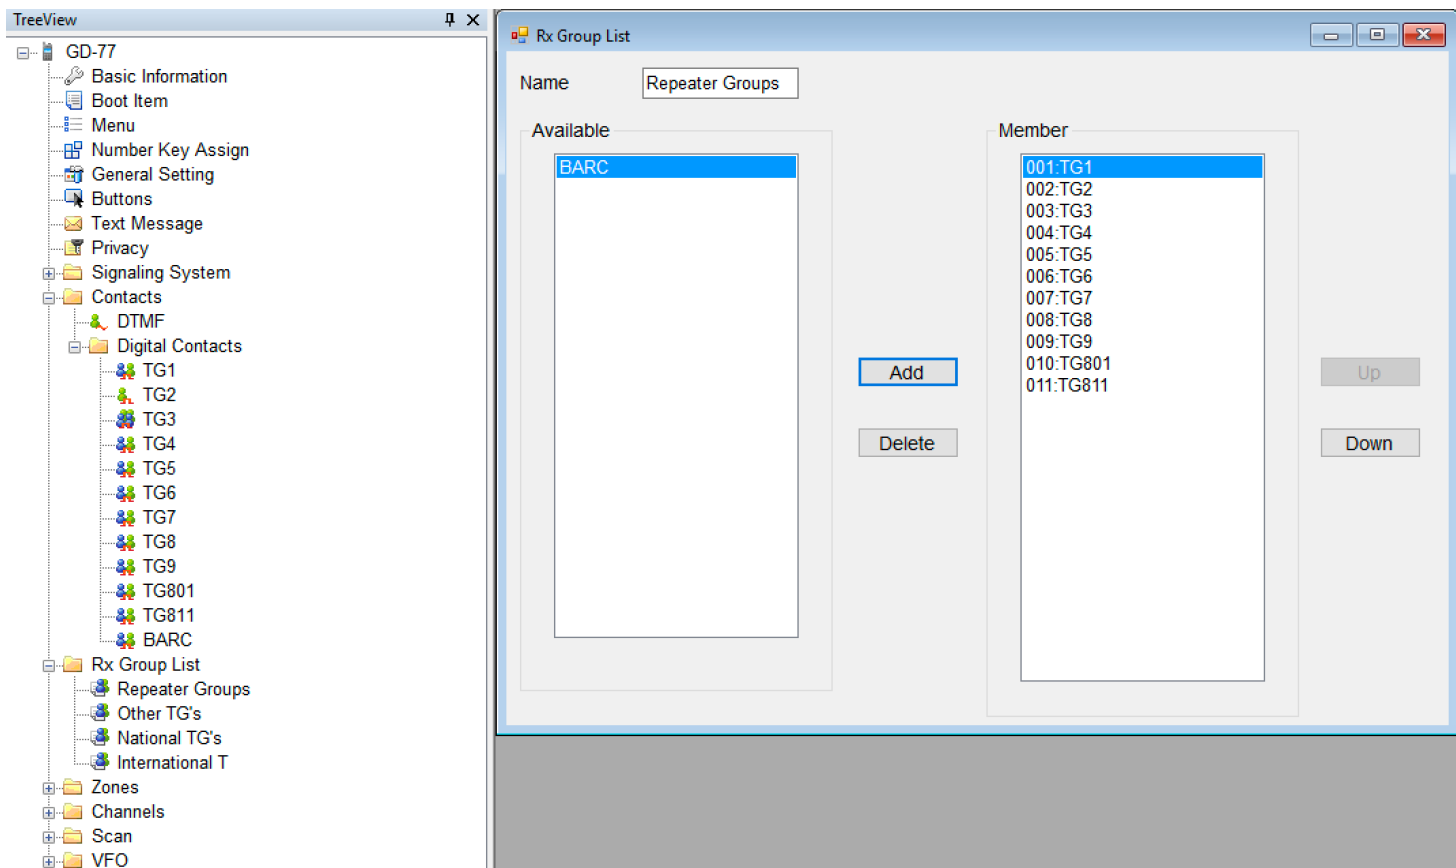 TreeView
GD-77
Basic Information
Boot Item
Menu
Number Key Assign
General Setting
Buttons
Text Message
Privacy
Signaling System
Contacts
DTMF
Digital Contacts
TG1
TG2
TG3
TG4
TG5
TG6
TG7
TG8
TG9
TG801
TG811
BARC
Rx Group List
Repeater Groups
Other TG's
National TG's
International T
Zones
Channels
Scan
VFO
Rx Group List
Name Repeater Groups
Available
BARC
Add
Delete
Member
001:TG1
002:TG2
003:TG3
004:TG4
005:TG5
006:TG6
007:TG7
008:TG8
009:TG9
010:TG801
011:TG811
Up
Down